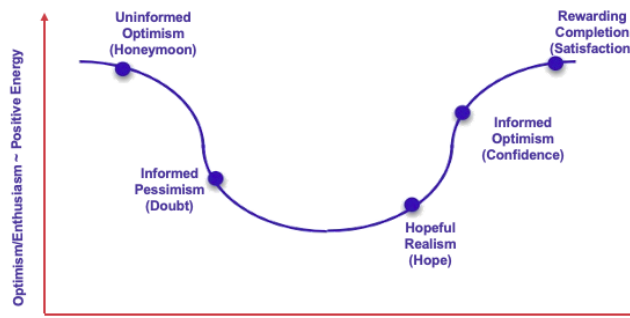 Optimism/Enthusiasm ~ Positive Energy
Uninformed
Optimism
(Honeymoon)
Informed
Pessimism
(Doubt)
Hopeful
Realism
(Hope)
Informed
Optimism
(Confidence)
Rewarding
Completion
(Satisfaction